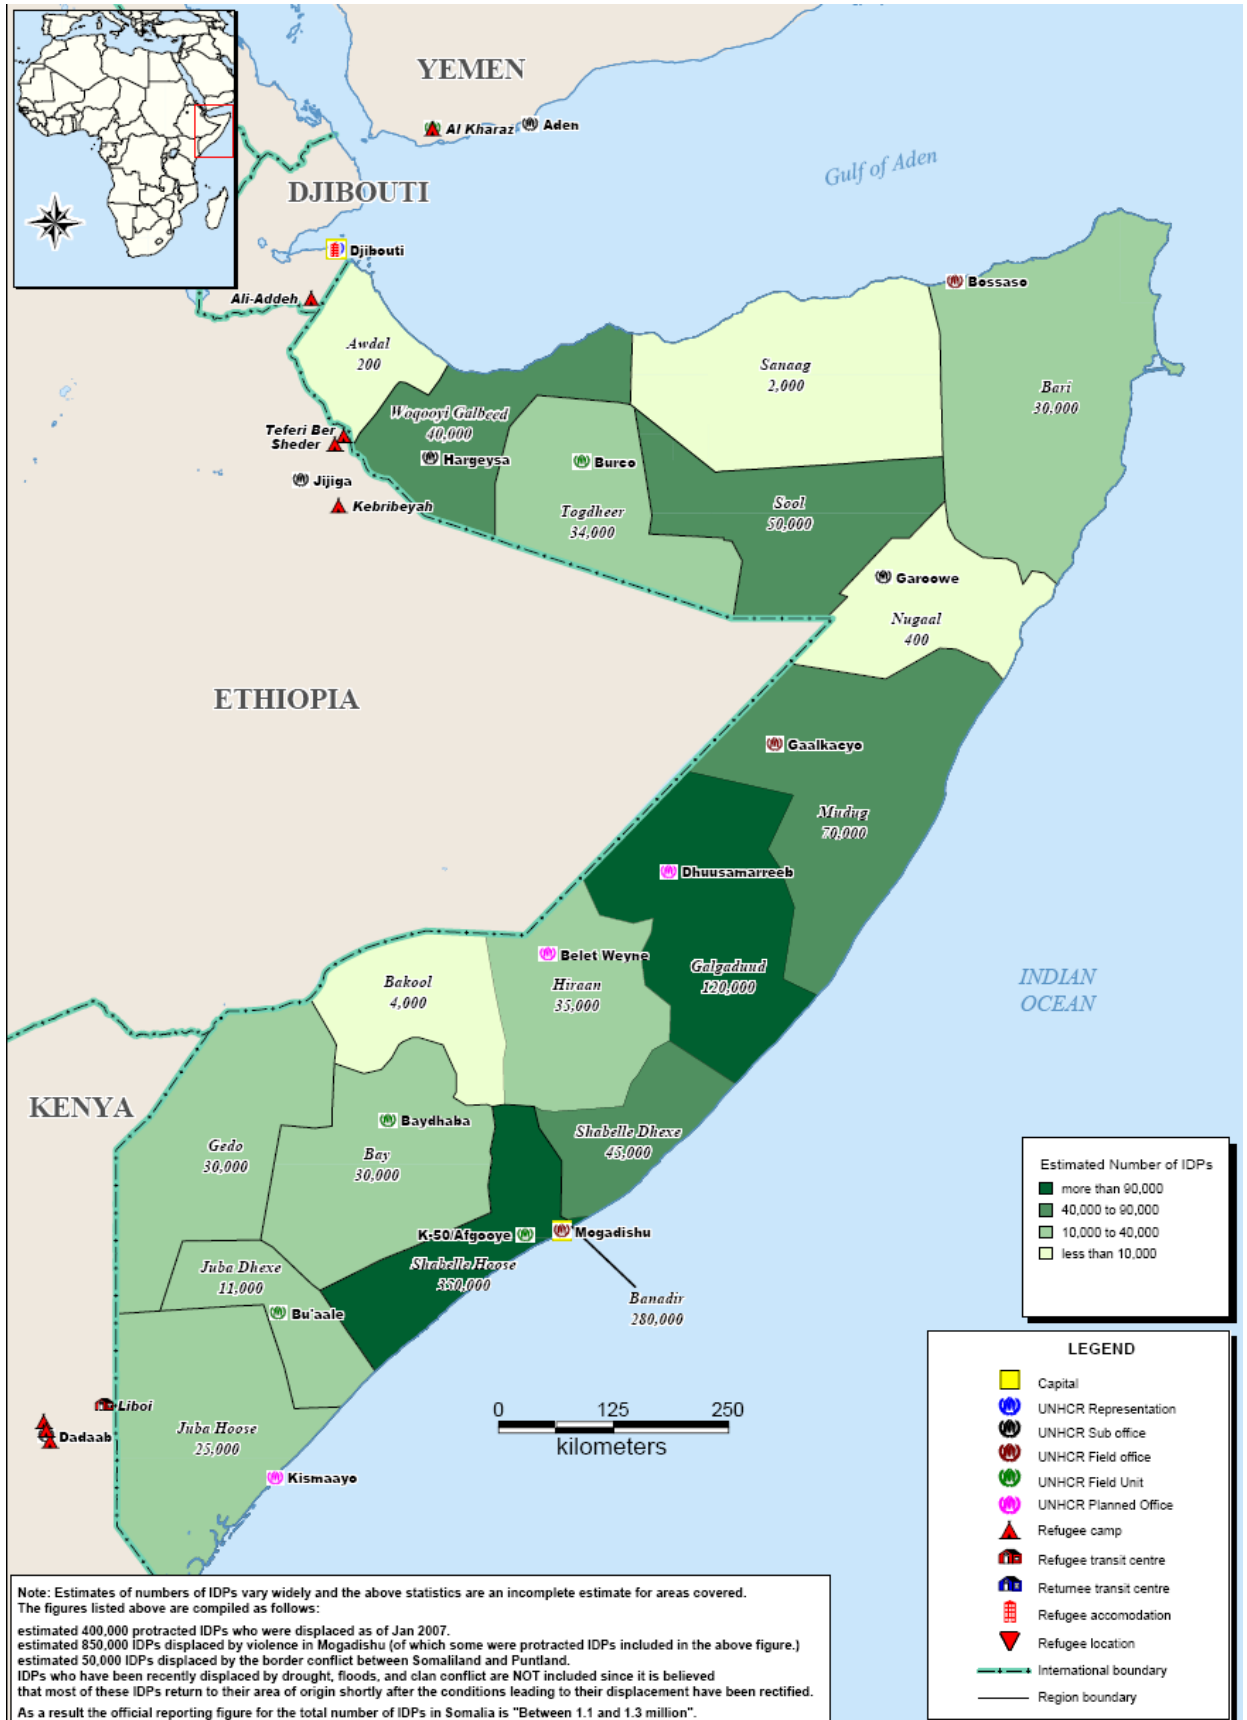 YEMEN
Al Kharaz
Aden
Gulf of Aden
DJIBOUTI
Djibouti
Ali-Addeh
Bossaso
Awdal
200
Sanaag
2,000
Bari
30,000
Woqooyi Galbeed
40,000
Teferi Ber
Sheder
Hargeysa
Burco
Jijiga
Kebribeyah
Togdheer
34,000
Sool
50,000
Garoowe
Nugaal
400
ETHIOPIA
Gaalkacyo
Mudug
70,000
Dhuusamarreeb
Belet Weyne
Galgaduud
120,000
Bakool
4,000
Hiraan
35,000
INDIAN
OCEAN
KENYA
Baydhaba
Gedo
30,000
Bay
30,000
Shabelle Dhexe
45,000
K-50/Afgooye
Mogadishu
Shabelle Hoose
350,000
Juba Dhexe
11,000
Banadir
280,000
Bu'aale
Liboi
Dadaab
Juba Hoose
25,000
Kismaayo
0 125 250
kilometers
Estimated Number of IDPs
more than 90,000
40,000 to 90,000
10,000 to 40,000
less than 10,000
LEGEND
Capital
UNHCR Representation
UNHCR Sub office
UNHCR Field office
UNHCR Field Unit
UNHCR Planned Office
Refugee camp
Refugee transit centre
Returnee transit centre
Refugee accomodation
Refugee location
International boundary
Region boundary
Note: Estimates of numbers of IDPs vary widely and the above statistics are an incomplete estimate for areas covered.
The figures listed above are compiled as follows:
estimated 400,000 protracted IDPs who were displaced as of Jan 2007.
estimated 850,000 IDPs displaced by violence in Mogadishu (of which some were protracted IDPs included in the above figure.)
estimated 50,000 IDPs displaced by the border conflict between Somaliland and Puntland.
IDPs who have been recently displaced by drought, floods, and clan conflict are NOT included since it is believed
that most of these IDPs return to their area of origin shortly after the conditions leading to their displacement have been rectified.
As a result the official reporting figure for the total number of IDPs in Somalia is "Between 1.1 and 1.3 million".